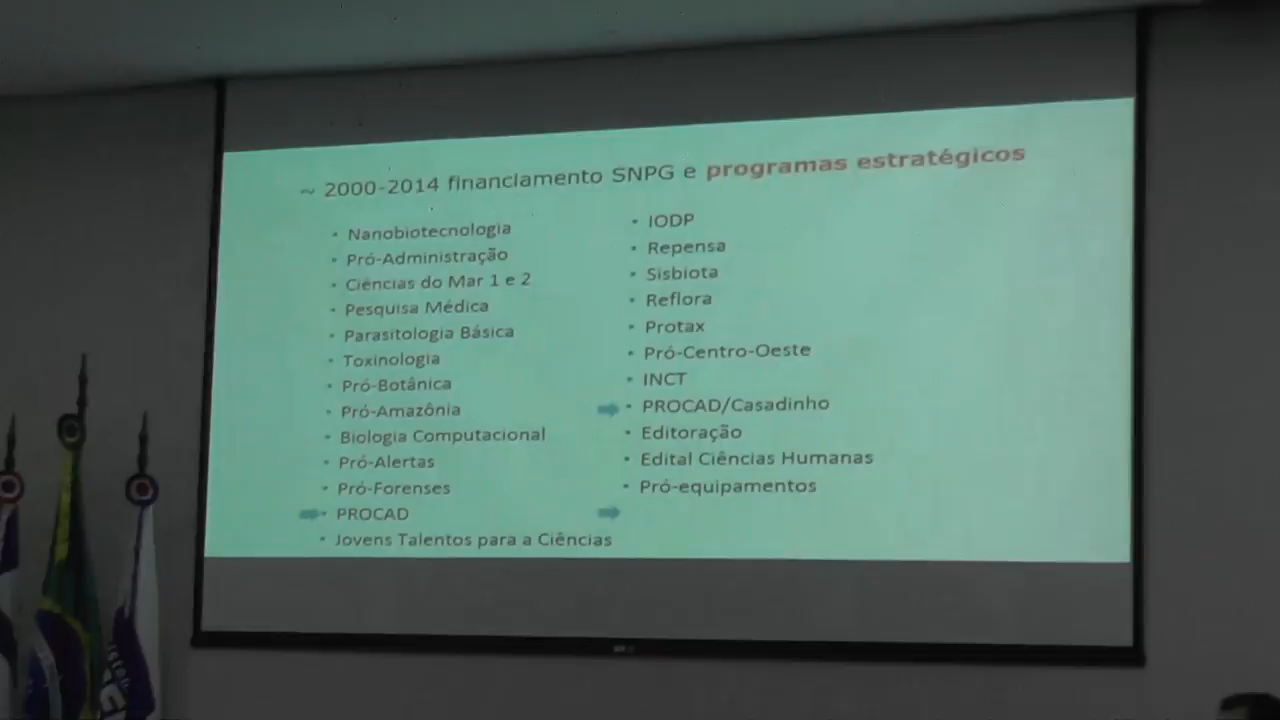 ~ 2000-2014 financiamento SNPG e programas estratégicos
• Nanobiotecnologia
• Pró-Administração
• Ciências do Mar 1 e 2
• Pesquisa Médica
• Parasitologia Básica
• Toxinologia
• Pró-Botânica
• Pró-Amazônia
• Biologia Computacional
• Pró-Alertas
• Pró-Forenses
• PROCAD
• Jovens Talentos para a Ciências
• IODP
• Repensa
• Sisbiota
• Reflora
• Protax
• Pró-Centro-Oeste
• INCT
• PROCAD/Casadinho
• Editoração
• Edital Ciências Humanas
• Pró-equipamentos